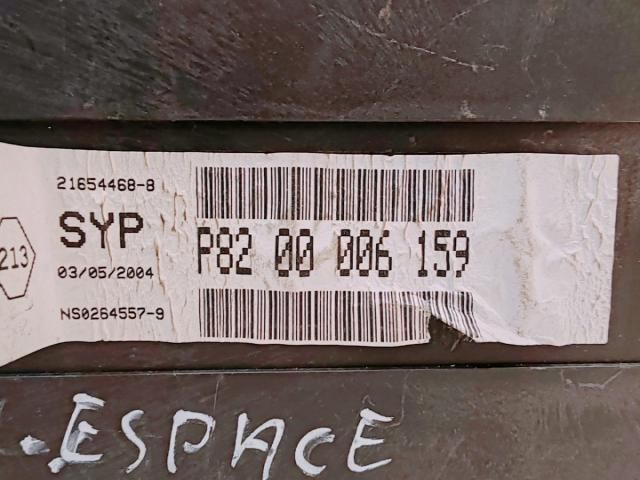 21654468-8
SYP
213
03/05/2004
NS0264557-9
P82 00 006 159
. ESPACE